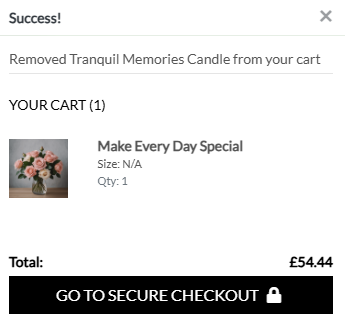 Success!
Removed Tranquil Memories Candle from your cart
YOUR CART (1)
Make Every Day Special
Size: N/A
Qty: 1
Total: £54.44
GO TO SECURE CHECKOUT